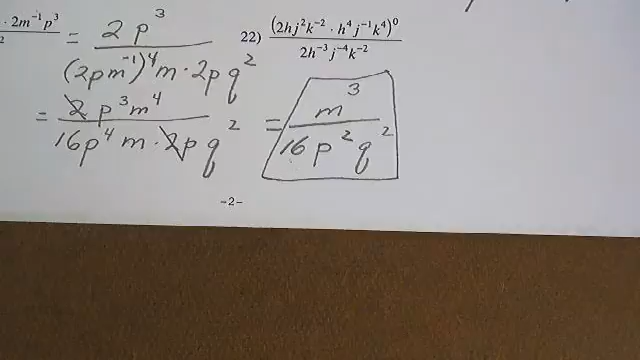 · 2m⁻¹p³ / 2 = 2p³ / (2pm⁻¹)⁴m · 2pq²
22) (2hj²k⁻² · h⁴j⁻¹k⁴)⁰ / 2h⁻³j⁻⁴k⁻²
= 2p³m⁴ / 16p⁴m · 2pq² = m³ / 16p²q²
-2-